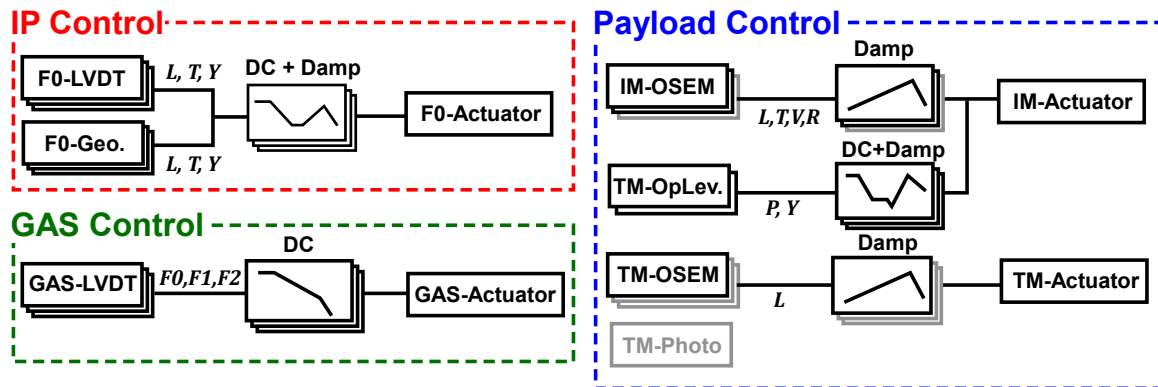 IP Control
F0-LVDT
L, T, Y
DC + Damp
F0-Actuator
F0-Geo.
L, T, Y
GAS Control
DC
GAS-LVDT
F0,F1,F2
GAS-Actuator
Payload Control
Damp
IM-OSEM
L,T,V,R
IM-Actuator
DC+Damp
TM-OpLev.
P, Y
Damp
TM-OSEM
L
TM-Actuator
TM-Photo